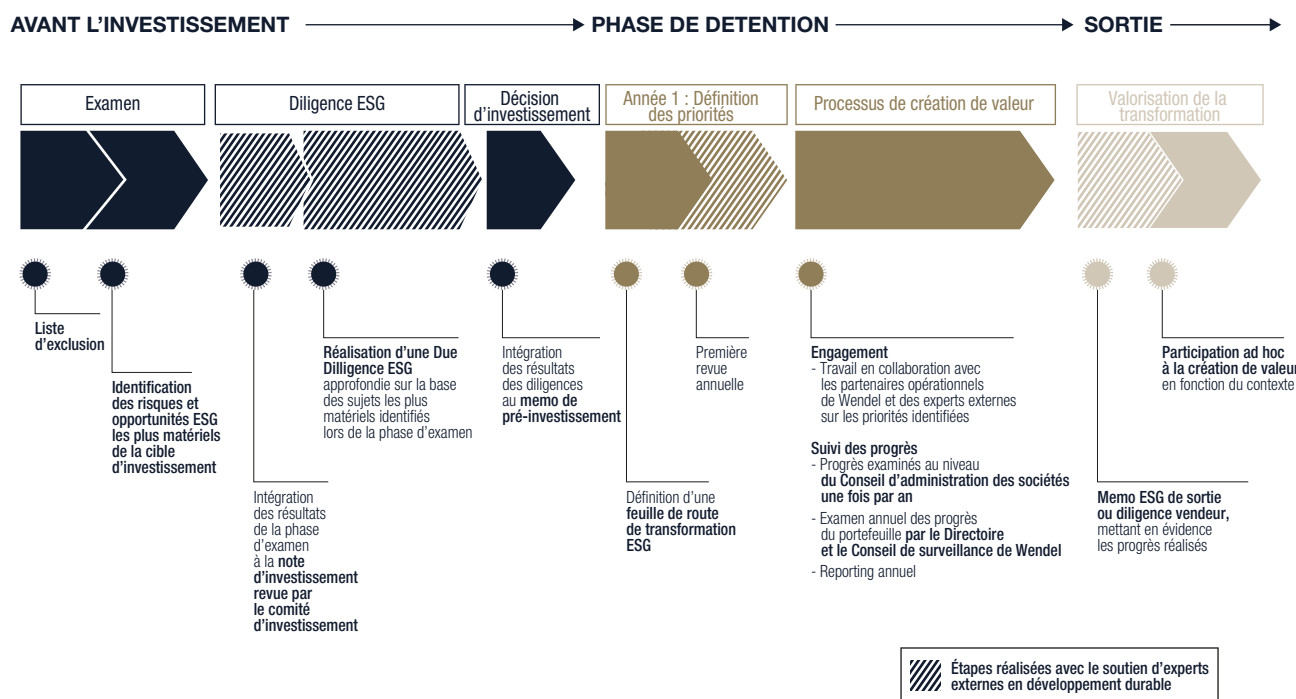 AVANT L'INVESTISSEMENT
PHASE DE DETENTION
SORTIE
Examen
Diligence ESG
Décision
d'investissement
Année 1 : Définition
des priorités
Processus de création de valeur
Valorisation de la
transformation
Liste
d'exclusion
Identification
des risques et
opportunités ESG
les plus matériels
de la cible
d'investissement
Intégration
des résultats
de la phase
d'examen
à la note
d'investissement
revue par
le comité
d'investissement
Réalisation d'une Due
Dilligence ESG
approfondie sur la base
des sujets les plus
matériels identifiés
lors de la phase d'examen
Intégration
des résultats
des diligences
au memo de
pré-investissement
Définition d'une
feuille de route
de transformation
ESG
Première
revue
annuelle
Engagement
- Travail en collaboration avec
les partenaires opérationnels
de Wendel et des experts externes
sur les priorités identifiées
Suivi des progrès
- Progrès examinés au niveau
du Conseil d'administration des sociétés
une fois par an
- Examen annuel des progrès
du portefeuille par le Directoire
et le Conseil de surveillance de Wendel
- Reporting annuel
Memo ESG de sortie
ou diligence vendeur,
mettant en évidence
les progrès réalisés
Participation ad hoc
à la création de valeur
en fonction du contexte
Étapes réalisées avec le soutien d'experts
externes en développement durable